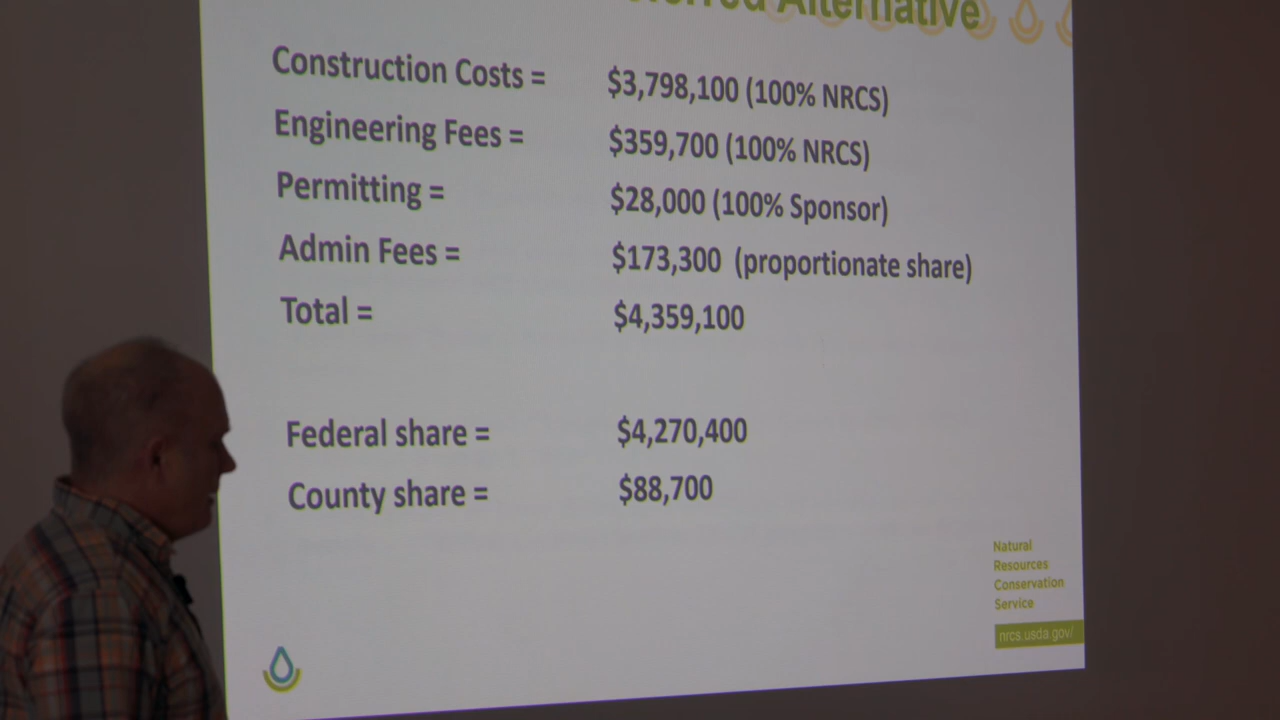 Alternative
Construction Costs = $3,798,100 (100% NRCS)
Engineering Fees = $359,700 (100% NRCS)
Permitting = $28,000 (100% Sponsor)
Admin Fees = $173,300 (proportionate share)
Total = $4,359,100
Federal share = $4,270,400
County share = $88,700
Natural
Resources
Conservation
Service
nrcs.usda.gov/